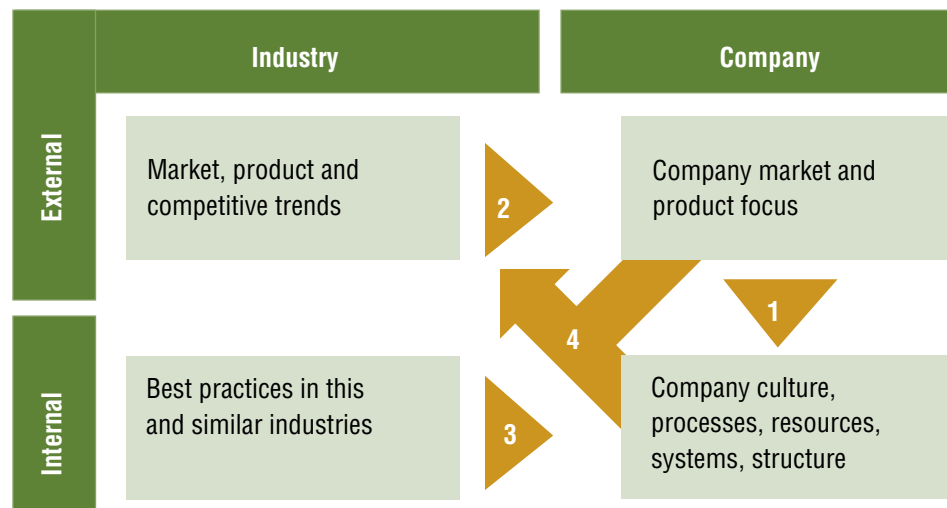 Industry
Company
External
Market, product and
competitive trends
2
Company market and
product focus
1
4
Internal
Best practices in this
and similar industries
3
Company culture,
processes, resources,
systems, structure